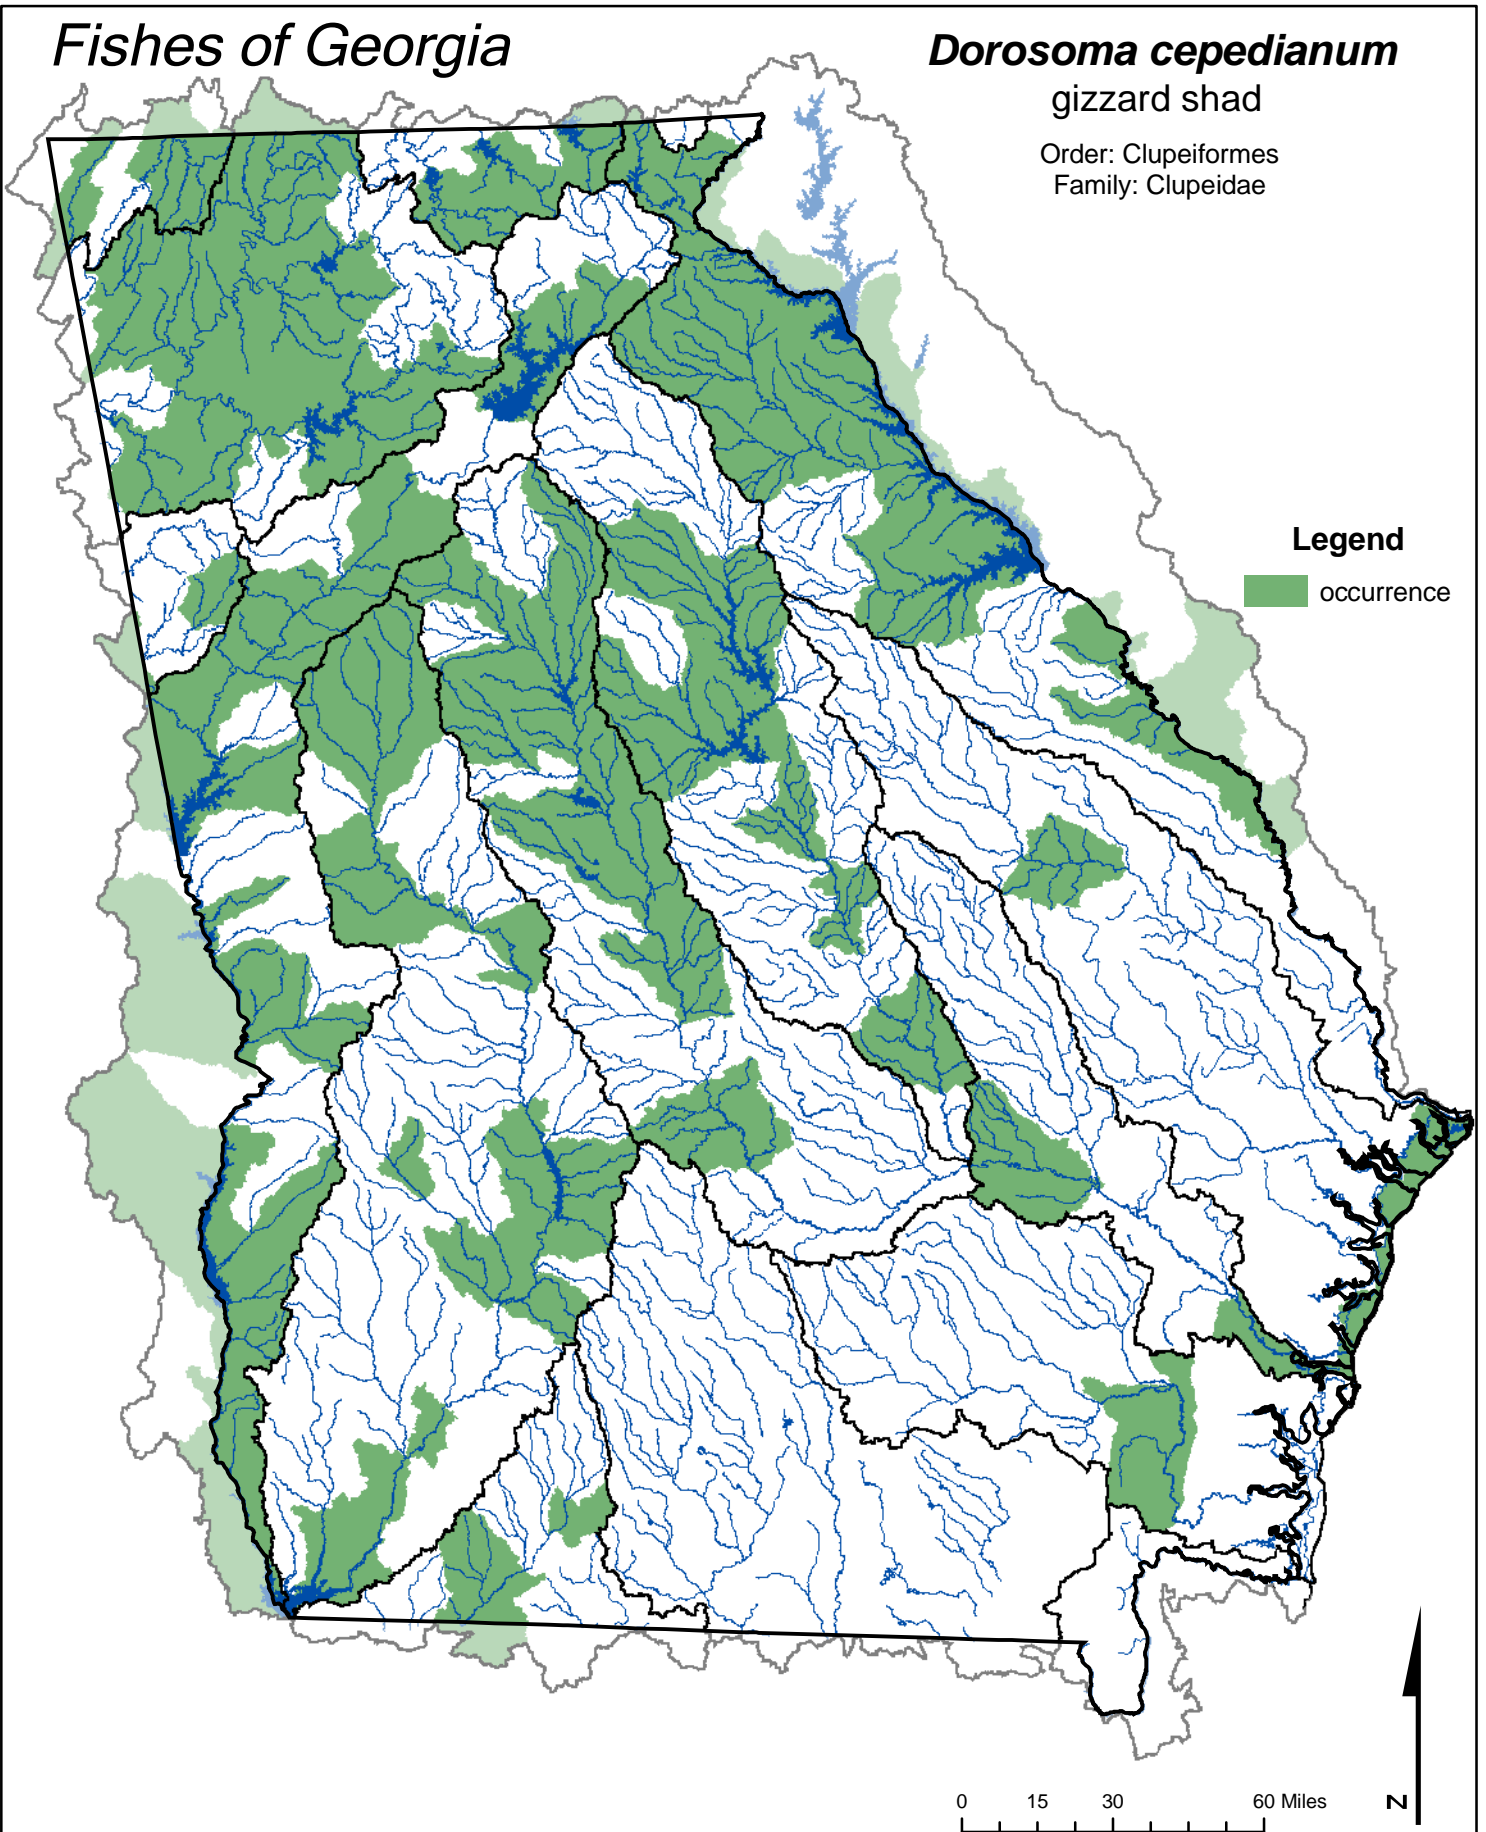 Fishes of Georgia
Dorosoma cepedianum
gizzard shad
Order: Clupeiformes
Family: Clupeidae
Legend
occurrence
0 15 30 60 Miles
N